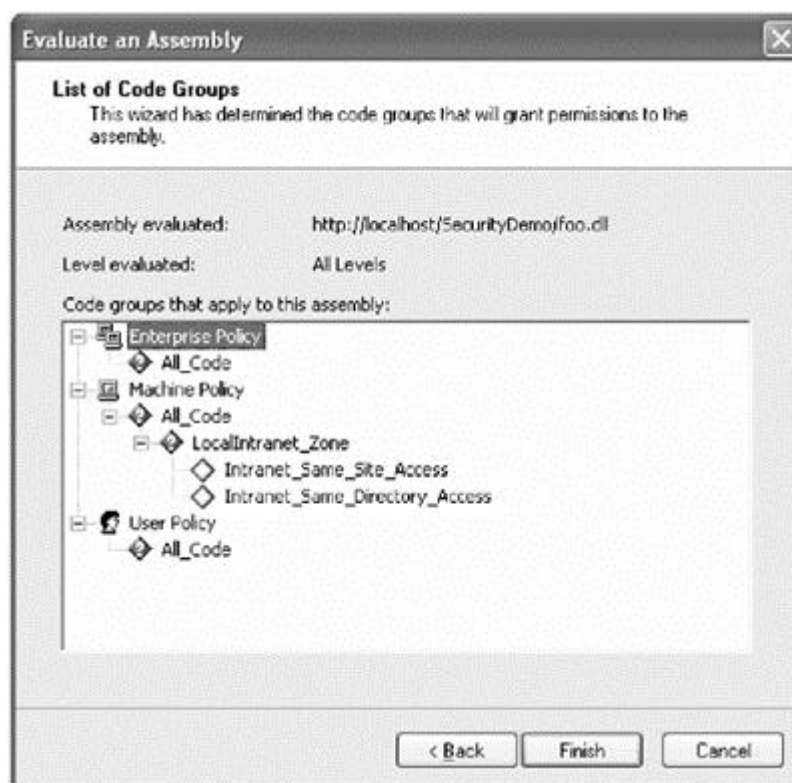 Evaluate an Assembly
List of Code Groups
This wizard has determined the code groups that will grant permissions to the
assembly.
Assembly evaluated: http://localhost/SecurityDemo/foo.dll
Level evaluated: All Levels
Code groups that apply to this assembly:
Enterprise Policy
All_Code
Machine Policy
All_Code
LocalIntranet_Zone
Intranet_Same_Site_Access
Intranet_Same_Directory_Access
User Policy
All_Code
< Back Finish Cancel